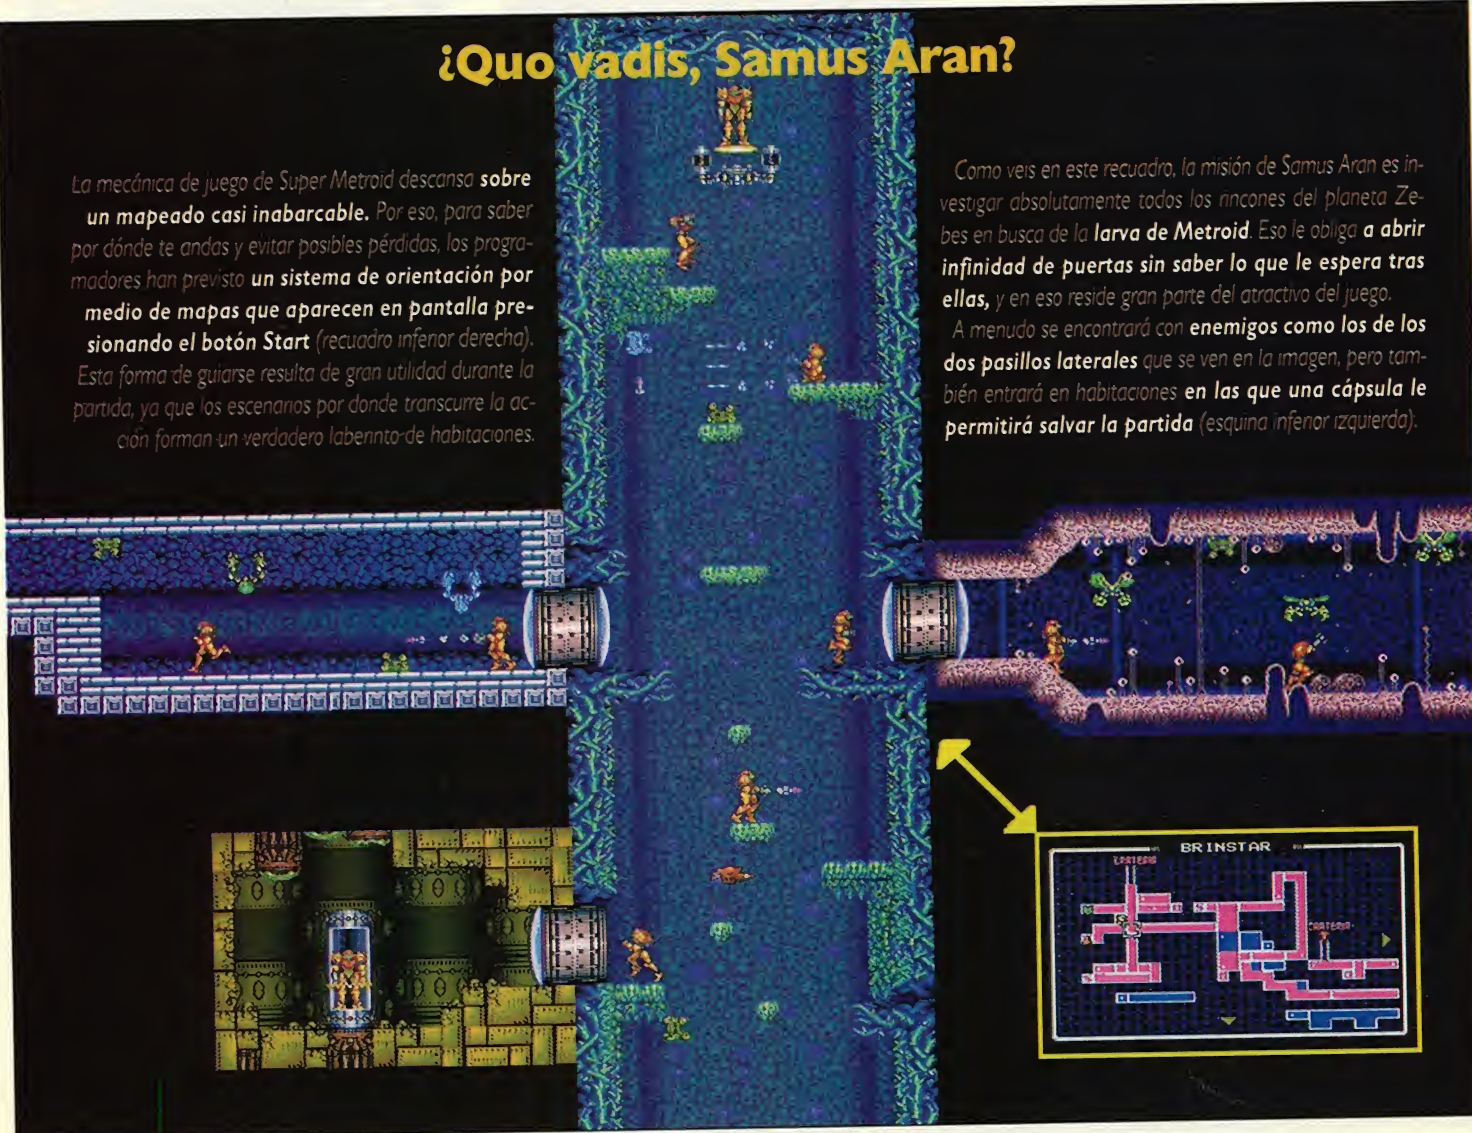 ¿Quo vadis, Samus Aran?
La mecánica de juego de Super Metroid descansa sobre
un mapeado casi inabarcable. Por eso, para saber
por dónde te andas y evitar posibles pérdidas, los progra-
madores han previsto un sistema de orientación por
medio de mapas que aparecen en pantalla pre-
sionando el botón Start (recuadro inferior derecha).
Esta forma de guiarse resulta de gran utilidad durante la
partida, ya que los escenarios por donde transcurre la ac-
ción forman un verdadero laberinto de habitaciones.
Como veis en este recuadro, la misión de Samus Aran es in-
vestigar absolutamente todos los rincones del planeta Ze-
bes en busca de la larva de Metroid. Eso le obliga a abrir
infinidad de puertas sin saber lo que le espera tras
ellas, y en eso reside gran parte del atractivo del juego.
A menudo se encontrará con enemigos como los de los
dos pasillos laterales que se ven en la imagen, pero tam-
bién entrará en habitaciones en las que una cápsula le
permitirá salvar la partida (esquina inferior izquierda).
BRINSTAR
CRATERIA
CRATERIA